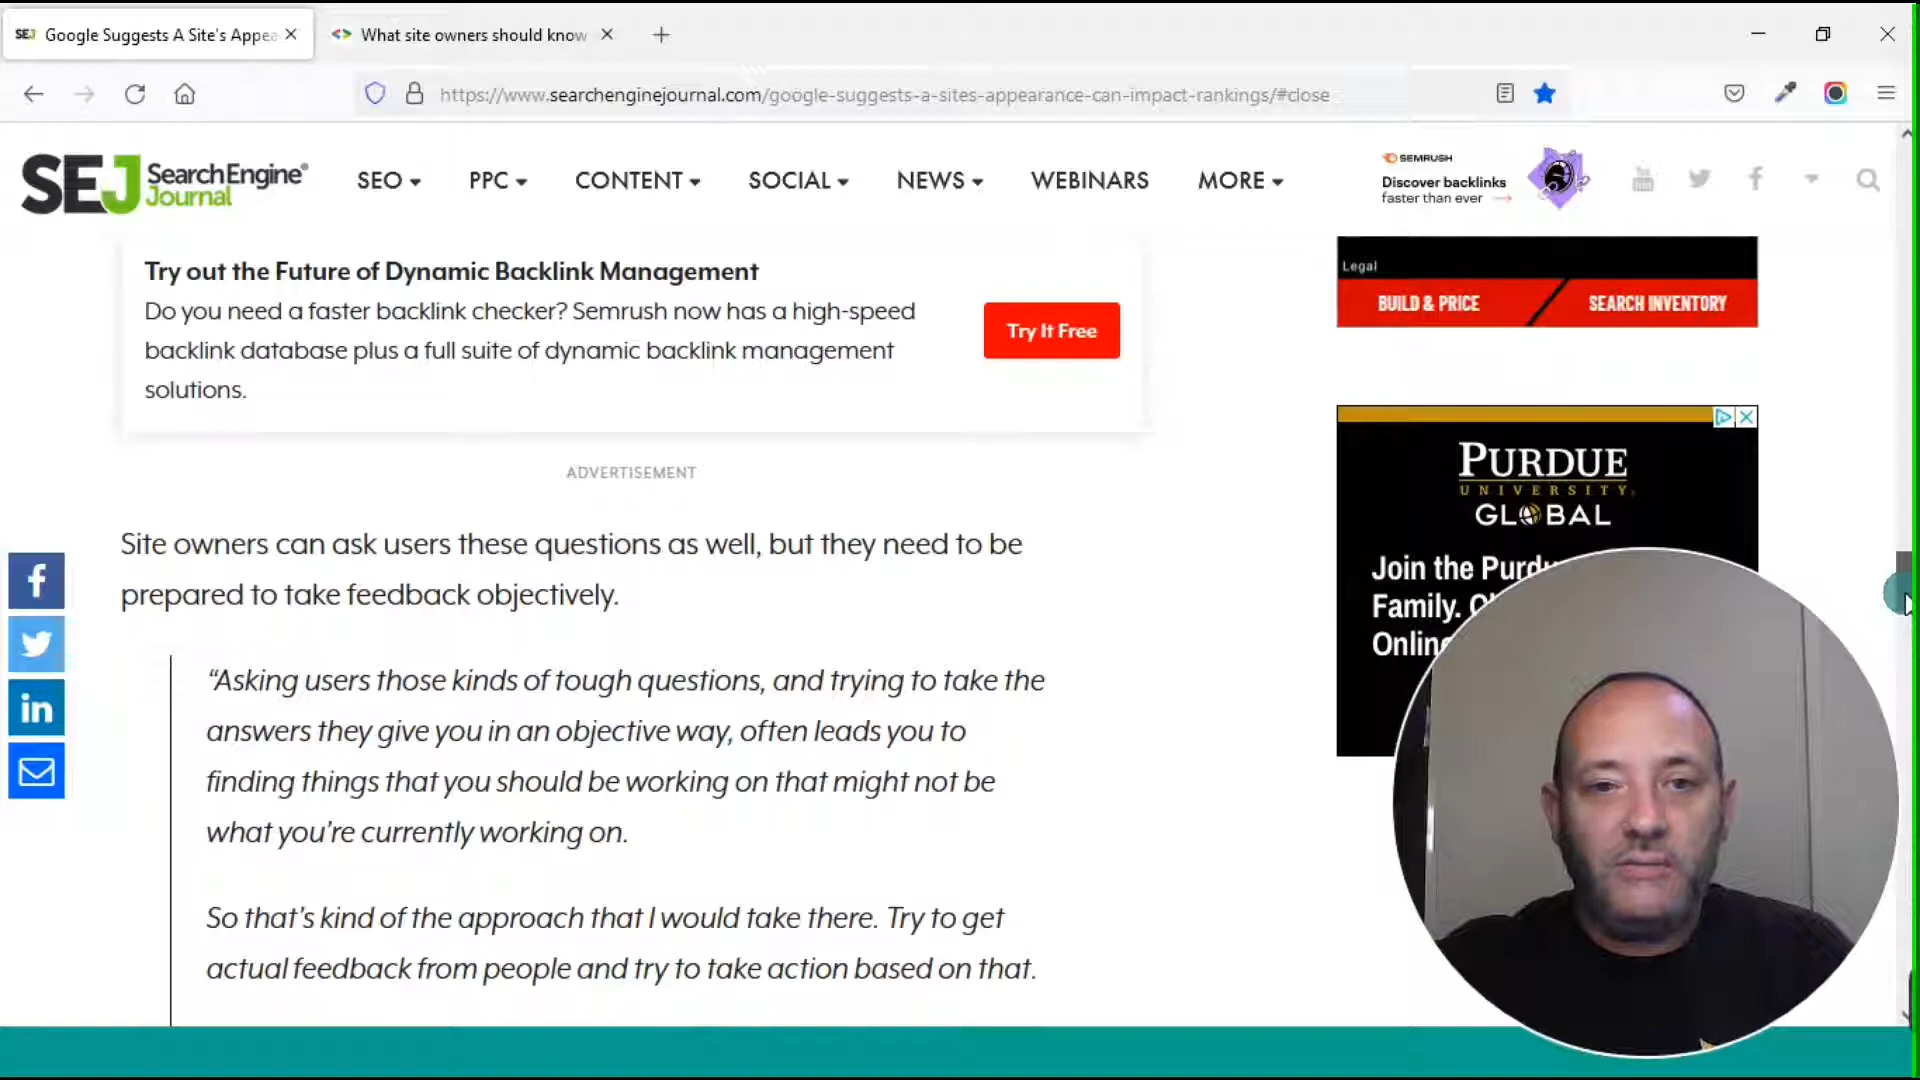 SEJ Google Suggests A Site's Appea
What site owners should know
https://www.searchenginejournal.com/google-suggests-a-sites-appearance-can-impact-rankings/#close
SEJ SearchEngine® Journal
SEO
PPC
CONTENT
SOCIAL
NEWS
WEBINARS
MORE
SEMRUSH
Discover backlinks
faster than ever
Try out the Future of Dynamic Backlink Management
Do you need a faster backlink checker? Semrush now has a high-speed
backlink database plus a full suite of dynamic backlink management
solutions.
Try It Free
Legal
BUILD & PRICE
SEARCH INVENTORY
ADVERTISEMENT
PURDUE
UNIVERSITY
GLOBAL
Join the Purdue
Family.
Site owners can ask users these questions as well, but they need to be
prepared to take feedback objectively.
“Asking users those kinds of tough questions, and trying to take the
answers they give you in an objective way, often leads you to
finding things that you should be working on that might not be
what you’re currently working on.
So that’s kind of the approach that I would take there. Try to get
actual feedback from people and try to take action based on that.